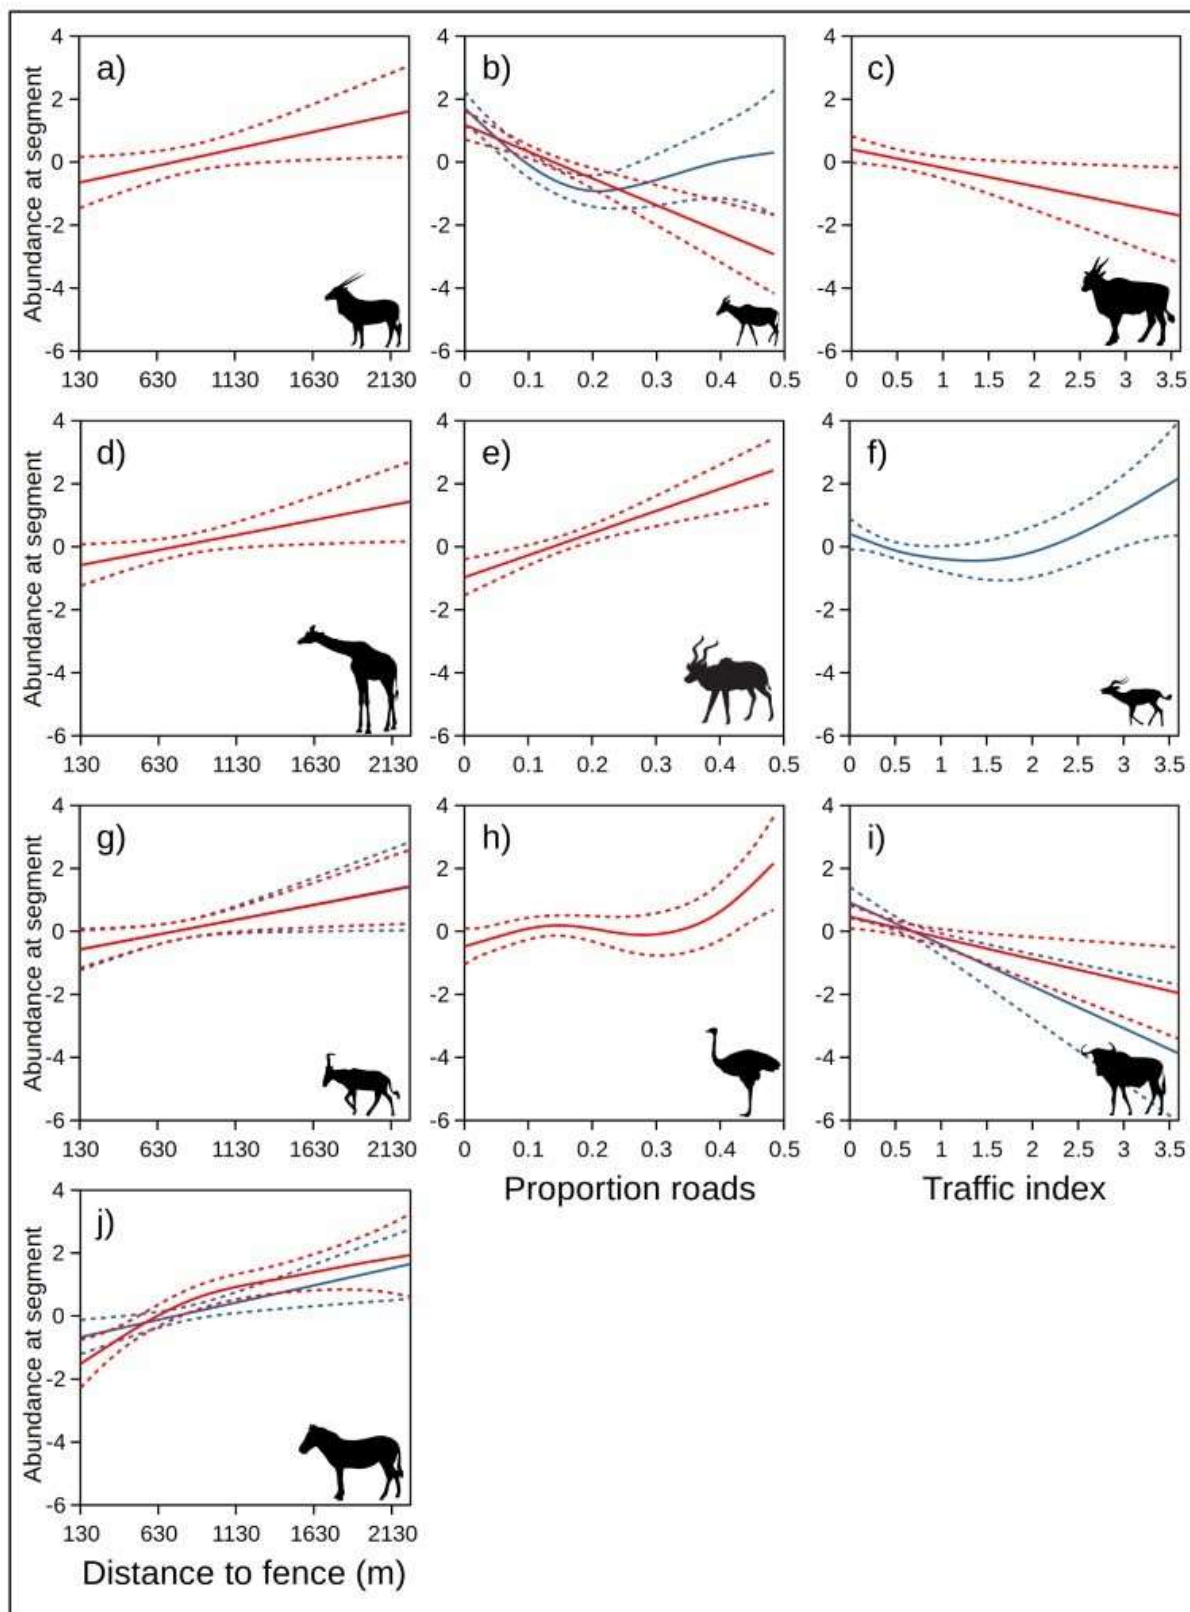 a)
b)
c)
Abundance at segment
4
2
0
-2
-4
-6
4
2
0
-2
-4
-6
4
2
0
-2
-4
-6
130 630 1130 1630 2130
0 0.1 0.2 0.3 0.4 0.5
0 0.5 1 1.5 2 2.5 3 3.5
d)
e)
f)
Abundance at segment
4
2
0
-2
-4
-6
4
2
0
-2
-4
-6
4
2
0
-2
-4
-6
130 630 1130 1630 2130
0 0.1 0.2 0.3 0.4 0.5
0 0.5 1 1.5 2 2.5 3 3.5
g)
h)
i)
Abundance at segment
4
2
0
-2
-4
-6
4
2
0
-2
-4
-6
4
2
0
-2
-4
-6
130 630 1130 1630 2130
0 0.1 0.2 0.3 0.4 0.5
0 0.5 1 1.5 2 2.5 3 3.5
Proportion roads
Traffic index
j)
Abundance at segment
4
2
0
-2
-4
-6
130 630 1130 1630 2130
Distance to fence (m)